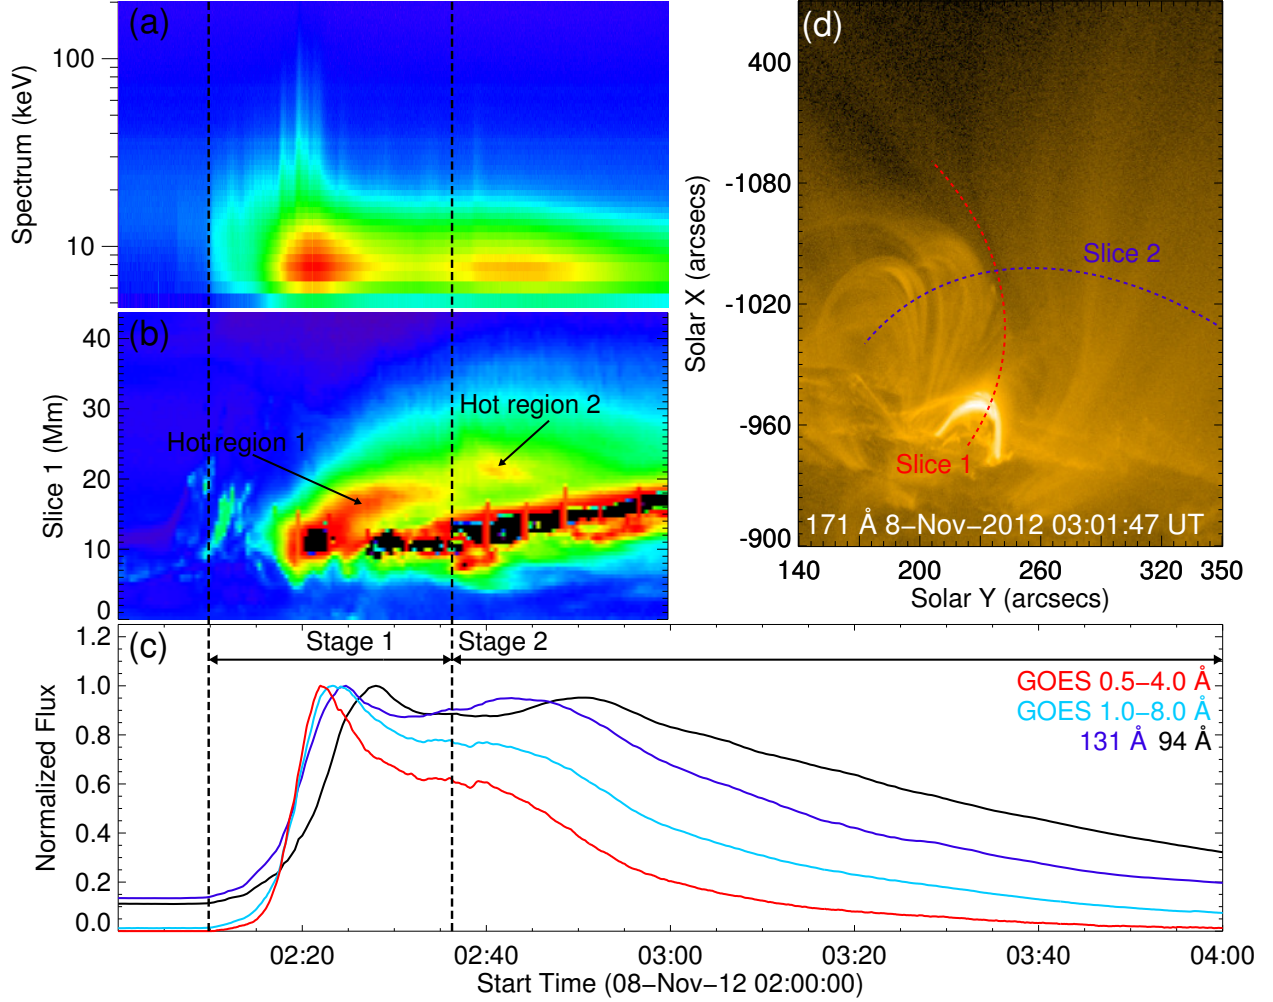 (a)
Spectrum (keV)
100
10
(b)
Slice 1 (Mm)
40
30
20
10
0
Hot region 1
Hot region 2
(d)
Solar X (arcsecs)
400
-1080
-1020
-960
-900
Slice 2
Slice 1
171 Å 8-Nov-2012 03:01:47 UT
140 200 260 320 350
Solar Y (arcsecs)
(c)
Normalized Flux
1.2
1.0
0.8
0.6
0.4
0.2
0.0
Stage 1 Stage 2
GOES 0.5-4.0 Å
GOES 1.0-8.0 Å
131 Å 94 Å
02:20 02:40 03:00 03:20 03:40 04:00
Start Time (08-Nov-12 02:00:00)